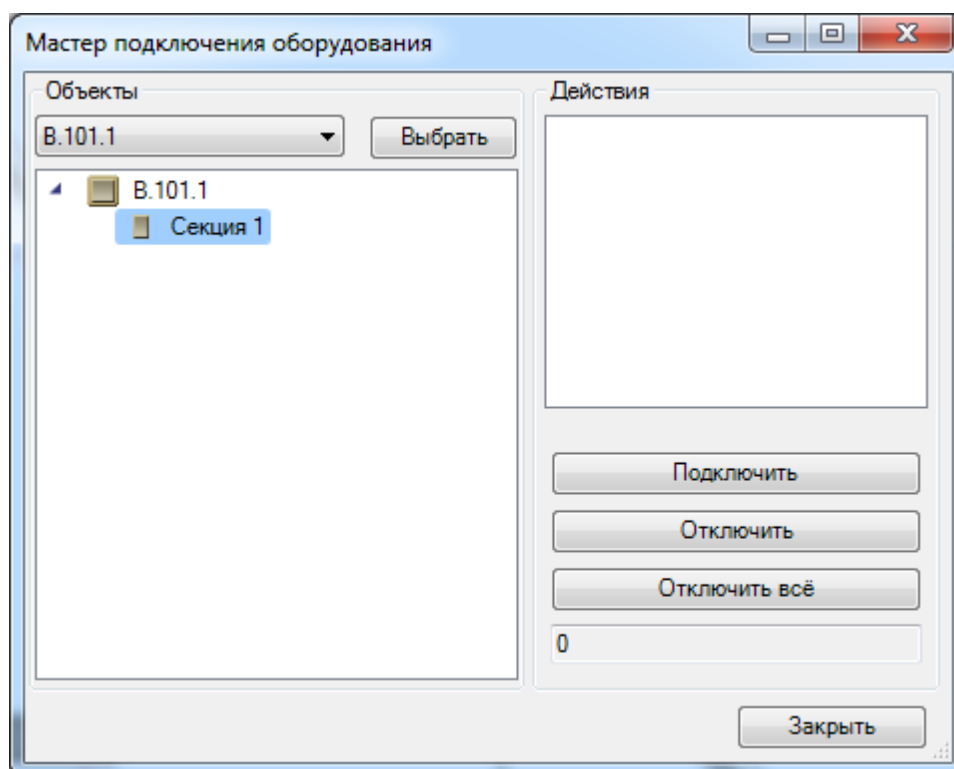 Мастер подключения оборудования
Объекты
В.101.1
Выбрать
В.101.1
Секция 1
Действия
Подключить
Отключить
Отключить всё
0
Закрыть